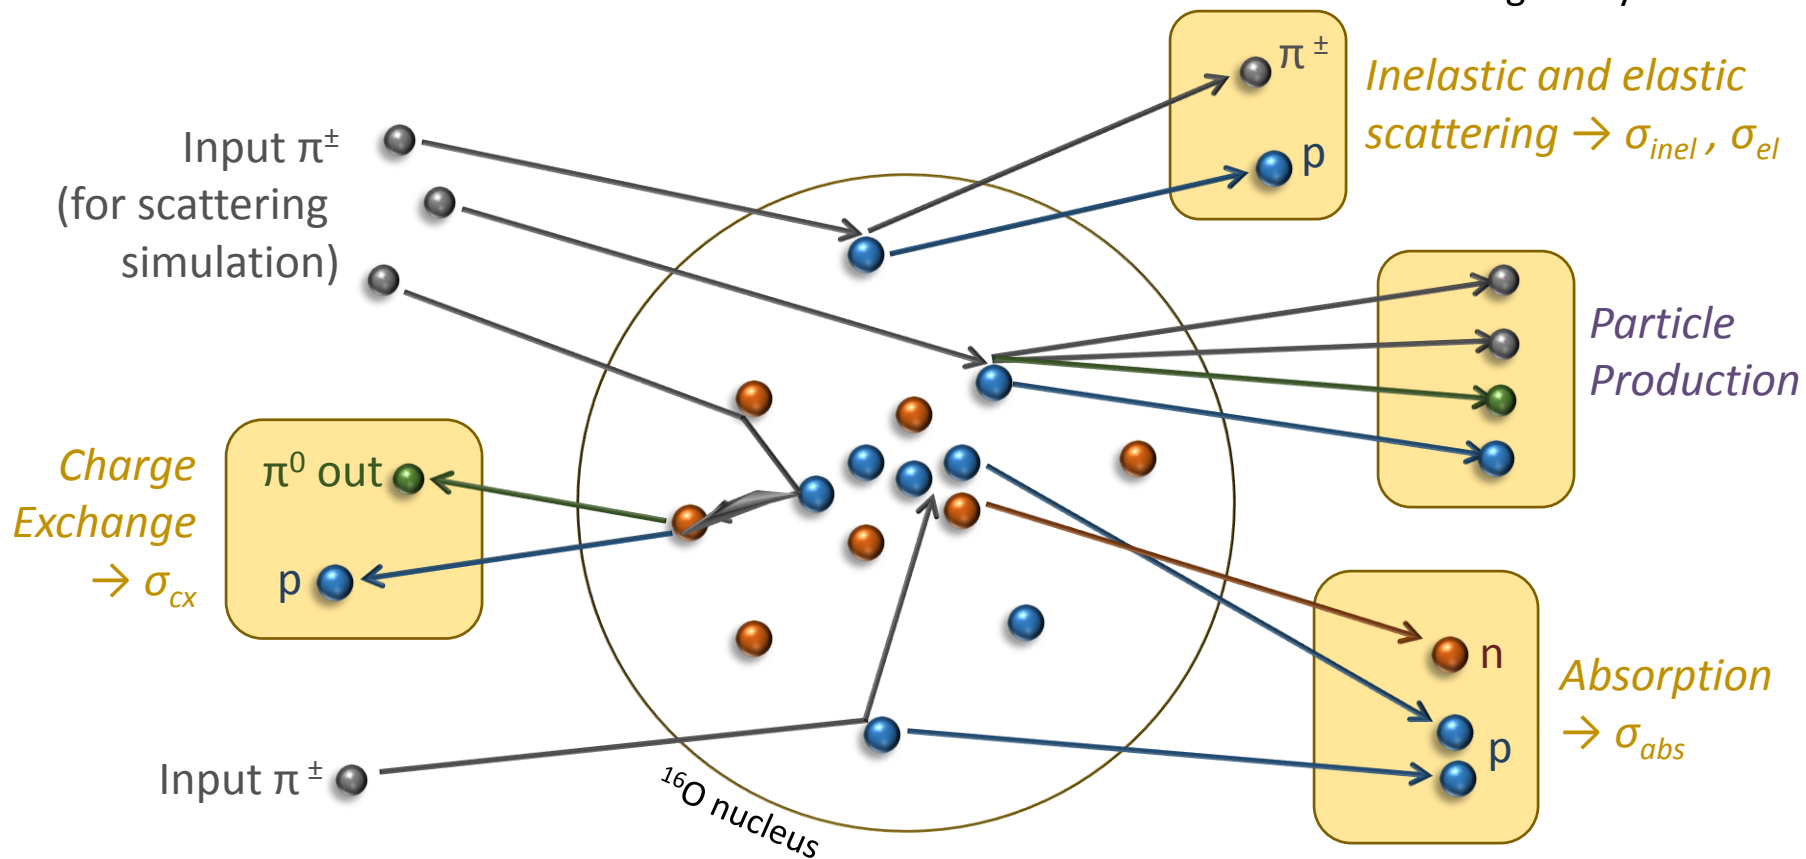 π ±
Inelastic and elastic
scattering → σinel , σel
p
Input π±
(for scattering
simulation)
Particle
Production
Charge
Exchange
→ σcx
π0 out
p
n
p
Absorption
→ σabs
Input π ±
16O nucleus